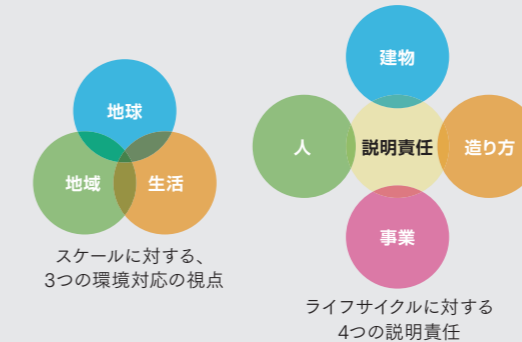 地球
地域
生活
スケールに対する、
3つの環境対応の視点
建物
人
説明責任
造り方
事業
ライフサイクルに対する
4つの説明責任